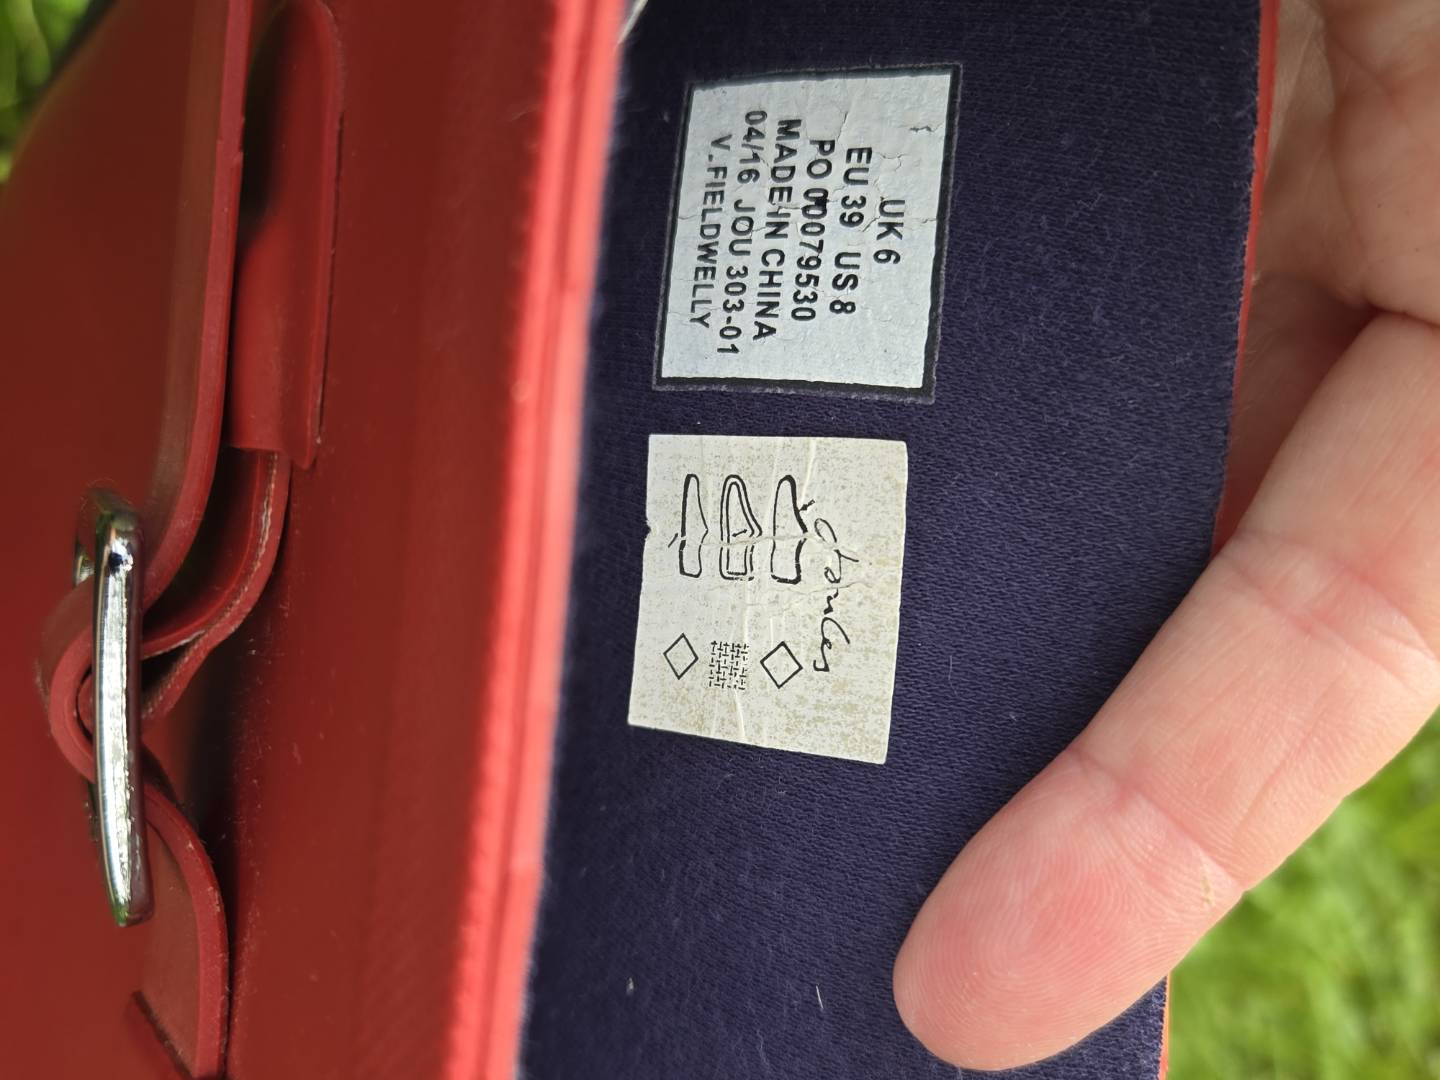 UK 6
EU 39 US 8
PO 00079530
MADE IN CHINA
04/16 JOU 303-01
V-FIELDWELLY
Joules